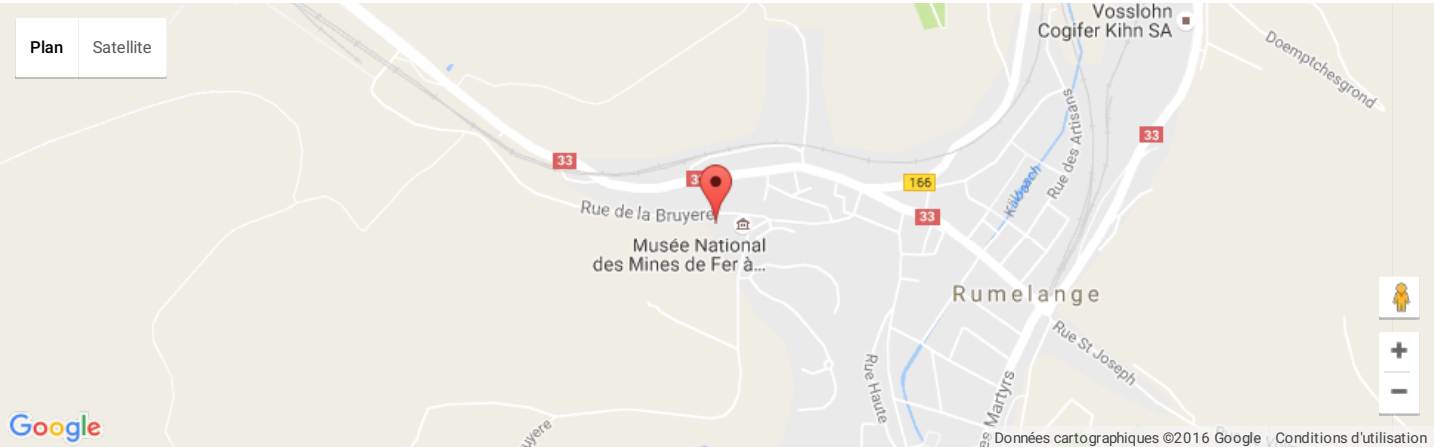 Vosslohn
Cogifer Kihn SA
Plan
Satellite
Doemptchesgrond
Rue des Artisans
33
33
166
33
Rue de la Bruyere
33
Musée National
des Mines de Fer à...
Rumelange
Rue St Joseph
Rue Haute
Martyrs
Google
Données cartographiques ©2016 Google
Conditions d'utilisation